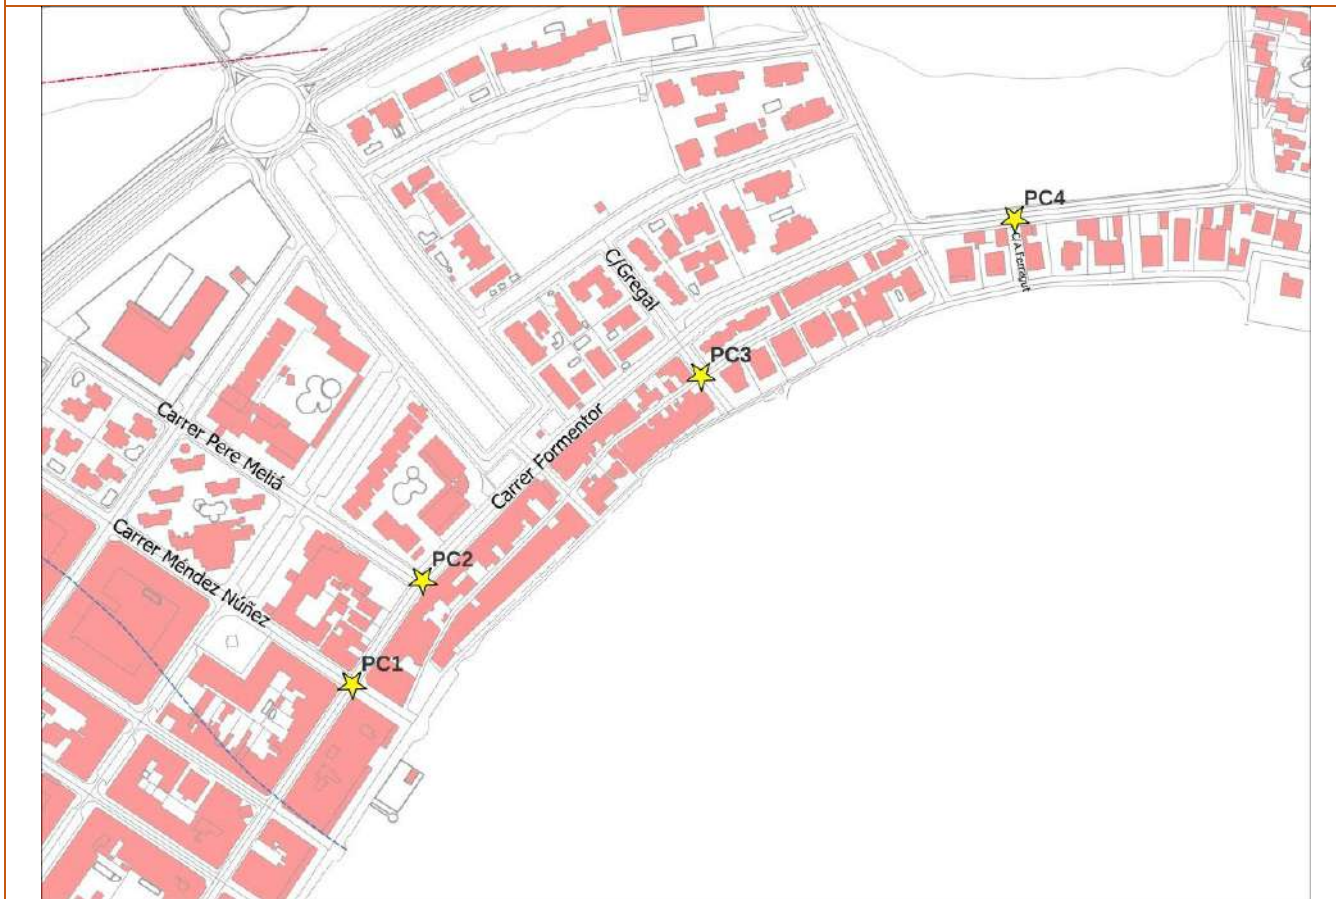 PC4
C/A.Ferragut
C/Gregal
PC3
Carrer Formentor
Carrer Pere Meliá
Carrer Méndez Núñez
PC2
PC1